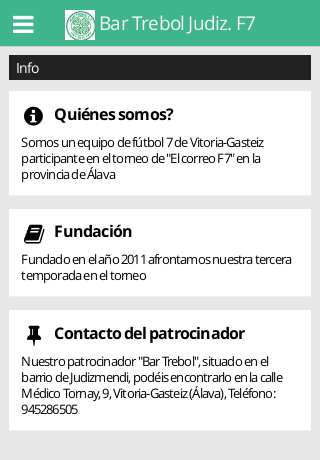 Bar Trebol Judiz. F7
Info
Quiénes somos?
Somos un equipo de fútbol 7 de Vitoria-Gasteiz
participante en el torneo de "El correo F7" en la
provincia de Álava
Fundación
Fundado en el año 2011 afrontamos nuestra tercera
temporada en el torneo
Contacto del patrocinador
Nuestro patrocinador "Bar Trebol", situado en el
barrio de Judizmendi, podéis encontrarlo en la calle
Médico Tornay, 9, Vitoria-Gasteiz (Álava), Teléfono:
945286505